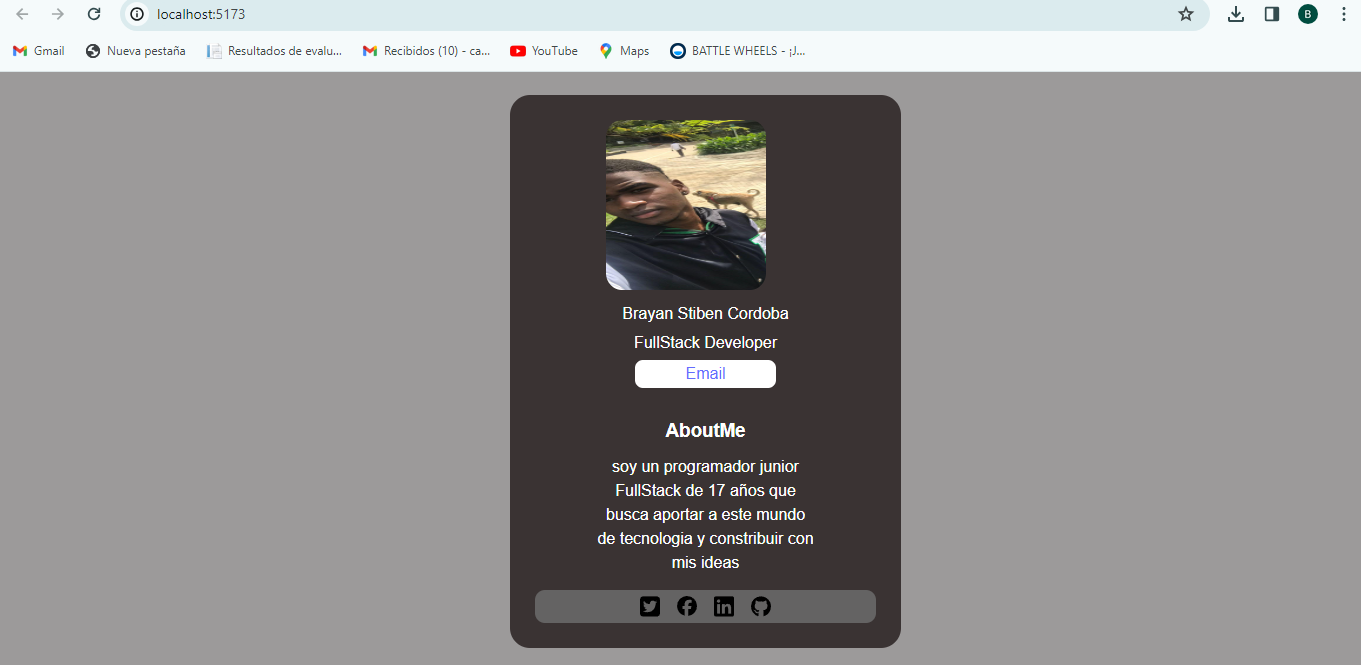 localhost:5173
B
Gmail
Nueva pestaña
Resultados de evalu...
Recibidos (10) - ca...
YouTube
Maps
BATTLE WHEELS - ¡J...
Brayan Stiben Cordoba
FullStack Developer
Email
AboutMe
soy un programador junior
FullStack de 17 años que
busca aportar a este mundo
de tecnologia y constribuir con
mis ideas